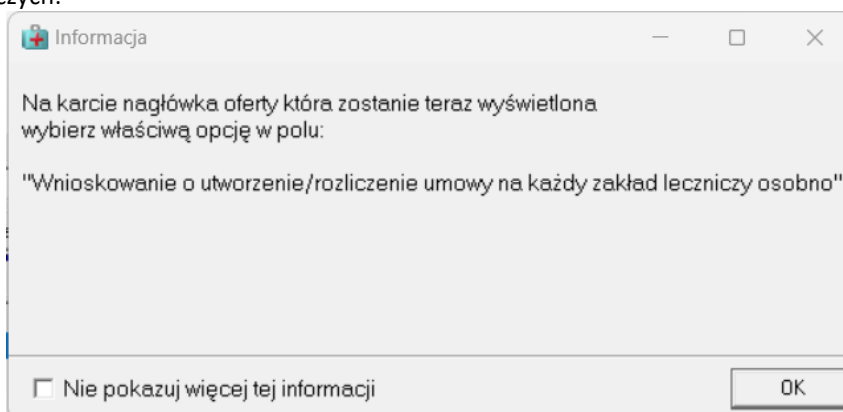 Informacja
Na karcie nagłówka oferty która zostanie teraz wyświetlona
wybierz właściwą opcję w polu:
"Wnioskowanie o utworzenie/rozliczenie umowy na każdy zakład leczniczy osobno"
Nie pokazuj więcej tej informacji
OK